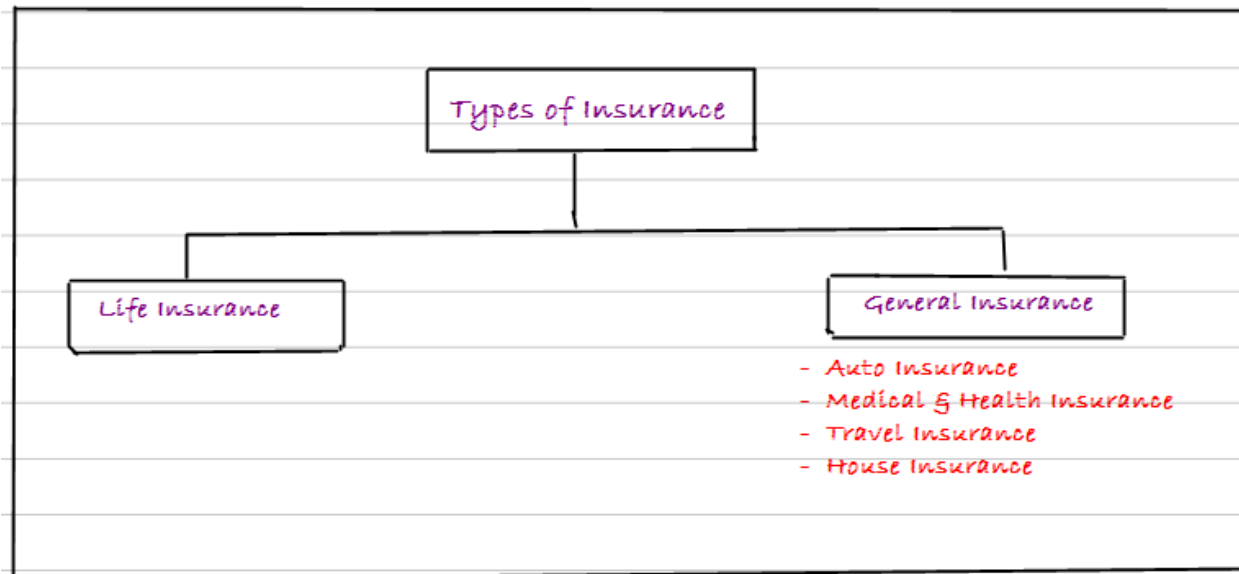 Types of Insurance
Life Insurance
General Insurance
- Auto Insurance
- Medical & Health Insurance
- Travel Insurance
- House Insurance